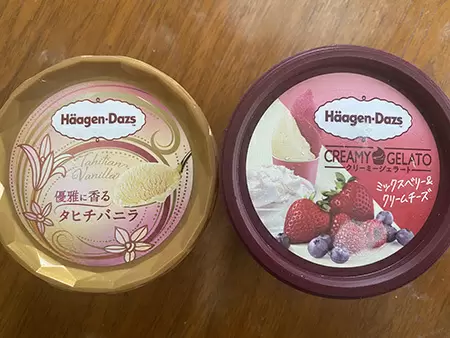 Häagen-Dazs
Tahitian
Vanilla
優雅に香る
タヒチバニラ
Häagen-Dazs
CREAMY GELATO
クリーミージェラート
ミックスベリー&
クリームチーズ